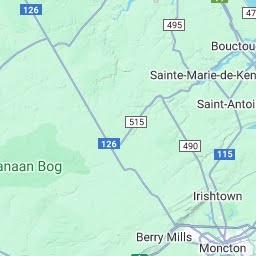 126
495
47
Bouctou
Sainte-Marie-de-Ken
Saint-Antoi
515
126
490
115
anaan Bog
Irishtown
Berry Mills
Moncton